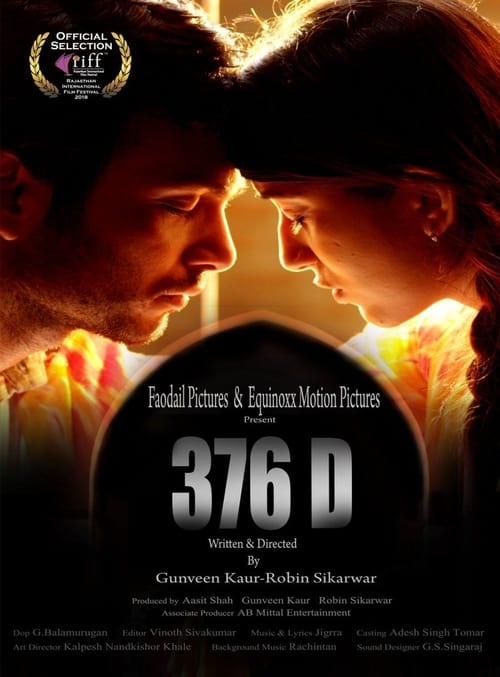 OFFICIAL
SELECTION
riff
RAJASTHAN
INTERNATIONAL
FILM FESTIVAL
2018
Faodail Pictures & Equinoxx Motion Pictures
Present
376 D
Written & Directed
By
Gunveen Kaur-Robin Sikarwar
Produced by Aasit Shah Gunveen Kaur Robin Sikarwar
Associate Producer AB Mittal Entertainment
Dop G.Balamurugan Editor Vinoth Sivakumar Music & Lyrics Jigrra Casting Adesh Singh Tomar
Art Director Kalpesh Nandkishor Khale Background Music Rachintan Sound Designer G.S.Singaraj